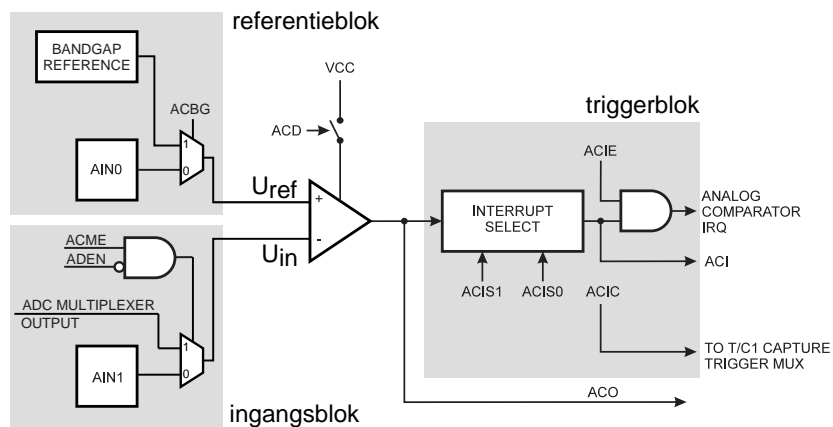 referentieblok
BANDGAP
REFERENCE
ACBG
1
0
AIN0
VCC
ACD
triggerblok
ACIE
Uref
+
-
Uin
INTERRUPT
SELECT
ANALOG
COMPARATOR
IRQ
ACI
ACIS1
ACIS0
ACIC
ACME
ADEN
ADC MULTIPLEXER
OUTPUT
1
0
AIN1
TO T/C1 CAPTURE
TRIGGER MUX
ACO
ingangsblok